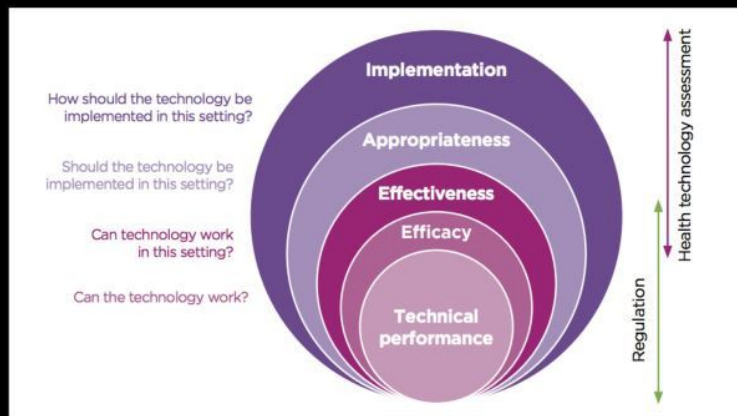 Implementation
How should the technology be
implemented in this setting?
Appropriateness
Should the technology be
implemented in this setting?
Effectiveness
Can technology work
in this setting?
Efficacy
Can the technology work?
Technical
performance
Health technology assessment
Regulation